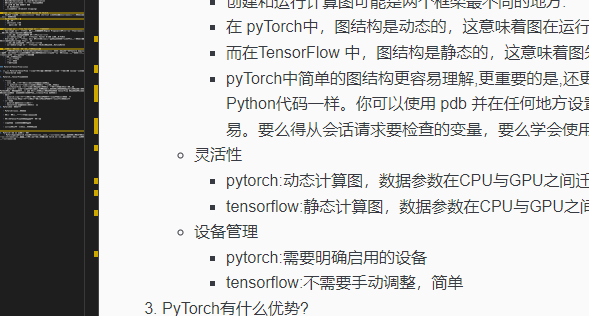 创建和运行计算图可能是两个框架最不同的地方.
在 pyTorch中，图结构是动态的，这意味着图在运行
而在TensorFlow 中，图结构是静态的，这意味着图先
pyTorch中简单的图结构更容易理解,更重要的是,还更
Python代码一样。你可以使用 pdb 并在任何地方设置
易。要么得从会话请求要检查的变量，要么学会使用
灵活性
pytorch:动态计算图，数据参数在CPU与GPU之间迁
tensorflow:静态计算图，数据参数在CPU与GPU之间
设备管理
pytorch:需要明确启用的设备
tensorflow:不需要手动调整，简单
3. PyTorch有什么优势?